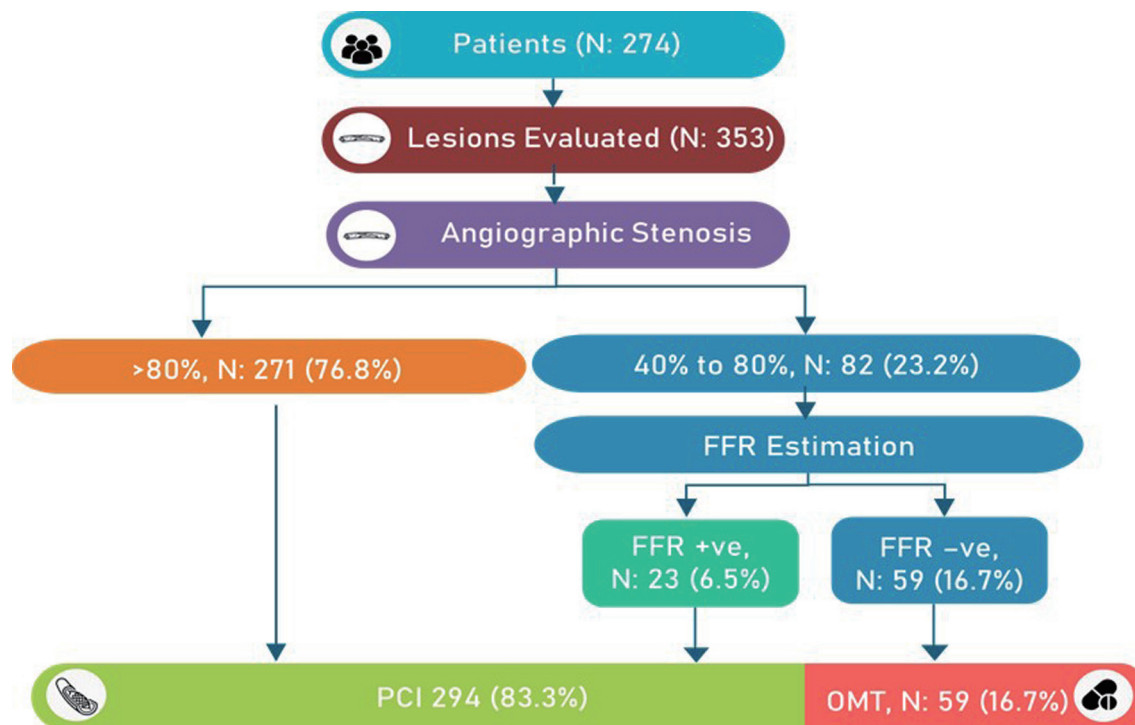 Patients (N: 274)
Lesions Evaluated (N: 353)
Angiographic Stenosis
>80%, N: 271 (76.8%)
40% to 80%, N: 82 (23.2%)
FFR Estimation
FFR +ve,
N: 23 (6.5%)
FFR –ve,
N: 59 (16.7%)
PCI 294 (83.3%)
OMT, N: 59 (16.7%)